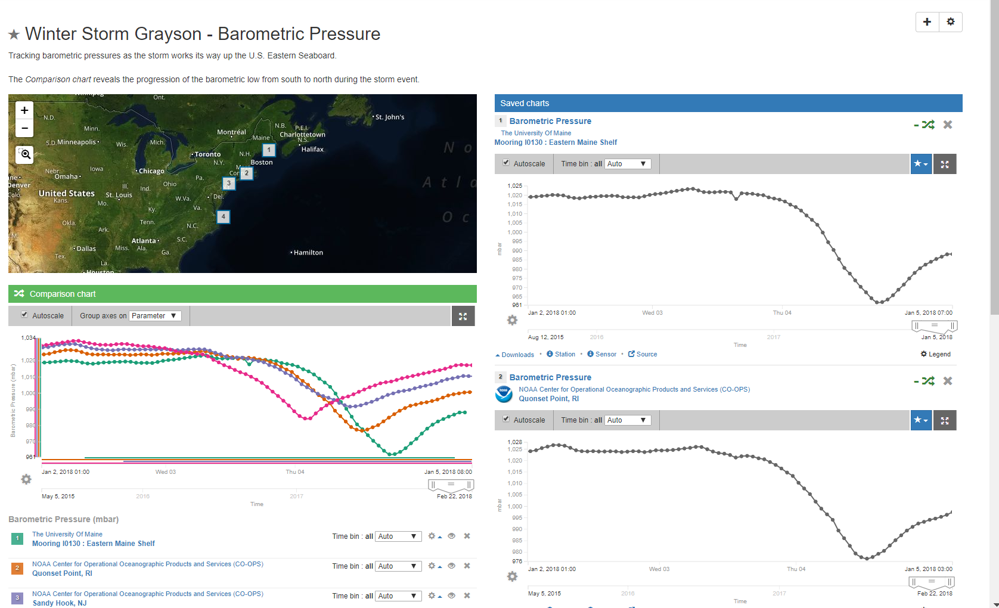 ★ Winter Storm Grayson - Barometric Pressure
Tracking barometric pressures as the storm works its way up the U.S. Eastern Seaboard.
The Comparison chart reveals the progression of the barometric low from south to north during the storm event.
+
−
Winnipeg
Ont.
N.D.
Minn.
S.D.
Minneapolis
Wis.
Mich.
Montréal
Maine
N.B.
P.E.I.
Charlottetown
N.S.
Halifax
St. John's
Toronto
N.H.
N.Y.
Boston
Nebr.
Omaha
Iowa
Chicago
Pa.
Denver
Colo.
United States
Kans.
Ill.
Ind.
Ohio
St. Louis
Mo.
W.Va.
Del.
Va.
Ky.
Okla.
Ark.
Tenn.
N.C.
Atlanta
S.C.
Dallas
Miss.
Ala.
Ga.
Tex.
La.
Houston
Hamilton
N o
A t l a
O c
1
2
3
4
Comparison chart
Autoscale
Group axes on Parameter ▼
Barometric Pressure (mbar)
1,034
1,020
1,010
1,000
990
980
970
961
Jan 2, 2018 01:00 Wed 03 Thu 04 Jan 5, 2018 08:00
May 5, 2015 2016 2017 Feb 22, 2018
Time
Barometric Pressure (mbar)
1 The University Of Maine
Mooring I0130 : Eastern Maine Shelf
Time bin : all Auto ▼
2 NOAA Center for Operational Oceanographic Products and Services (CO-OPS)
Quonset Point, RI
Time bin : all Auto ▼
3 NOAA Center for Operational Oceanographic Products and Services (CO-OPS)
Sandy Hook, NJ
Time bin : all Auto ▼
Saved charts
1 Barometric Pressure
The University Of Maine
Mooring I0130 : Eastern Maine Shelf
Autoscale Time bin : all Auto ▼
mbar
1,025
1,020
1,015
1,010
1,005
1,000
995
990
985
980
975
970
965
961
Jan 2, 2018 01:00 Wed 03 Thu 04 Jan 5, 2018 07:00
Aug 12, 2015 2016 2017 Jan 5, 2018
Time
Downloads • Station • Sensor • Source
Legend
2 Barometric Pressure
NOAA
NOAA Center for Operational Oceanographic Products and Services (CO-OPS)
Quonset Point, RI
Autoscale Time bin : all Auto ▼
mbar
1,028
1,025
1,020
1,015
1,010
1,005
1,000
995
990
985
980
976
Jan 2, 2018 01:00 Wed 03 Thu 04 Jan 5, 2018 03:00
May 5, 2015 2016 2017 Feb 22, 2018
Time